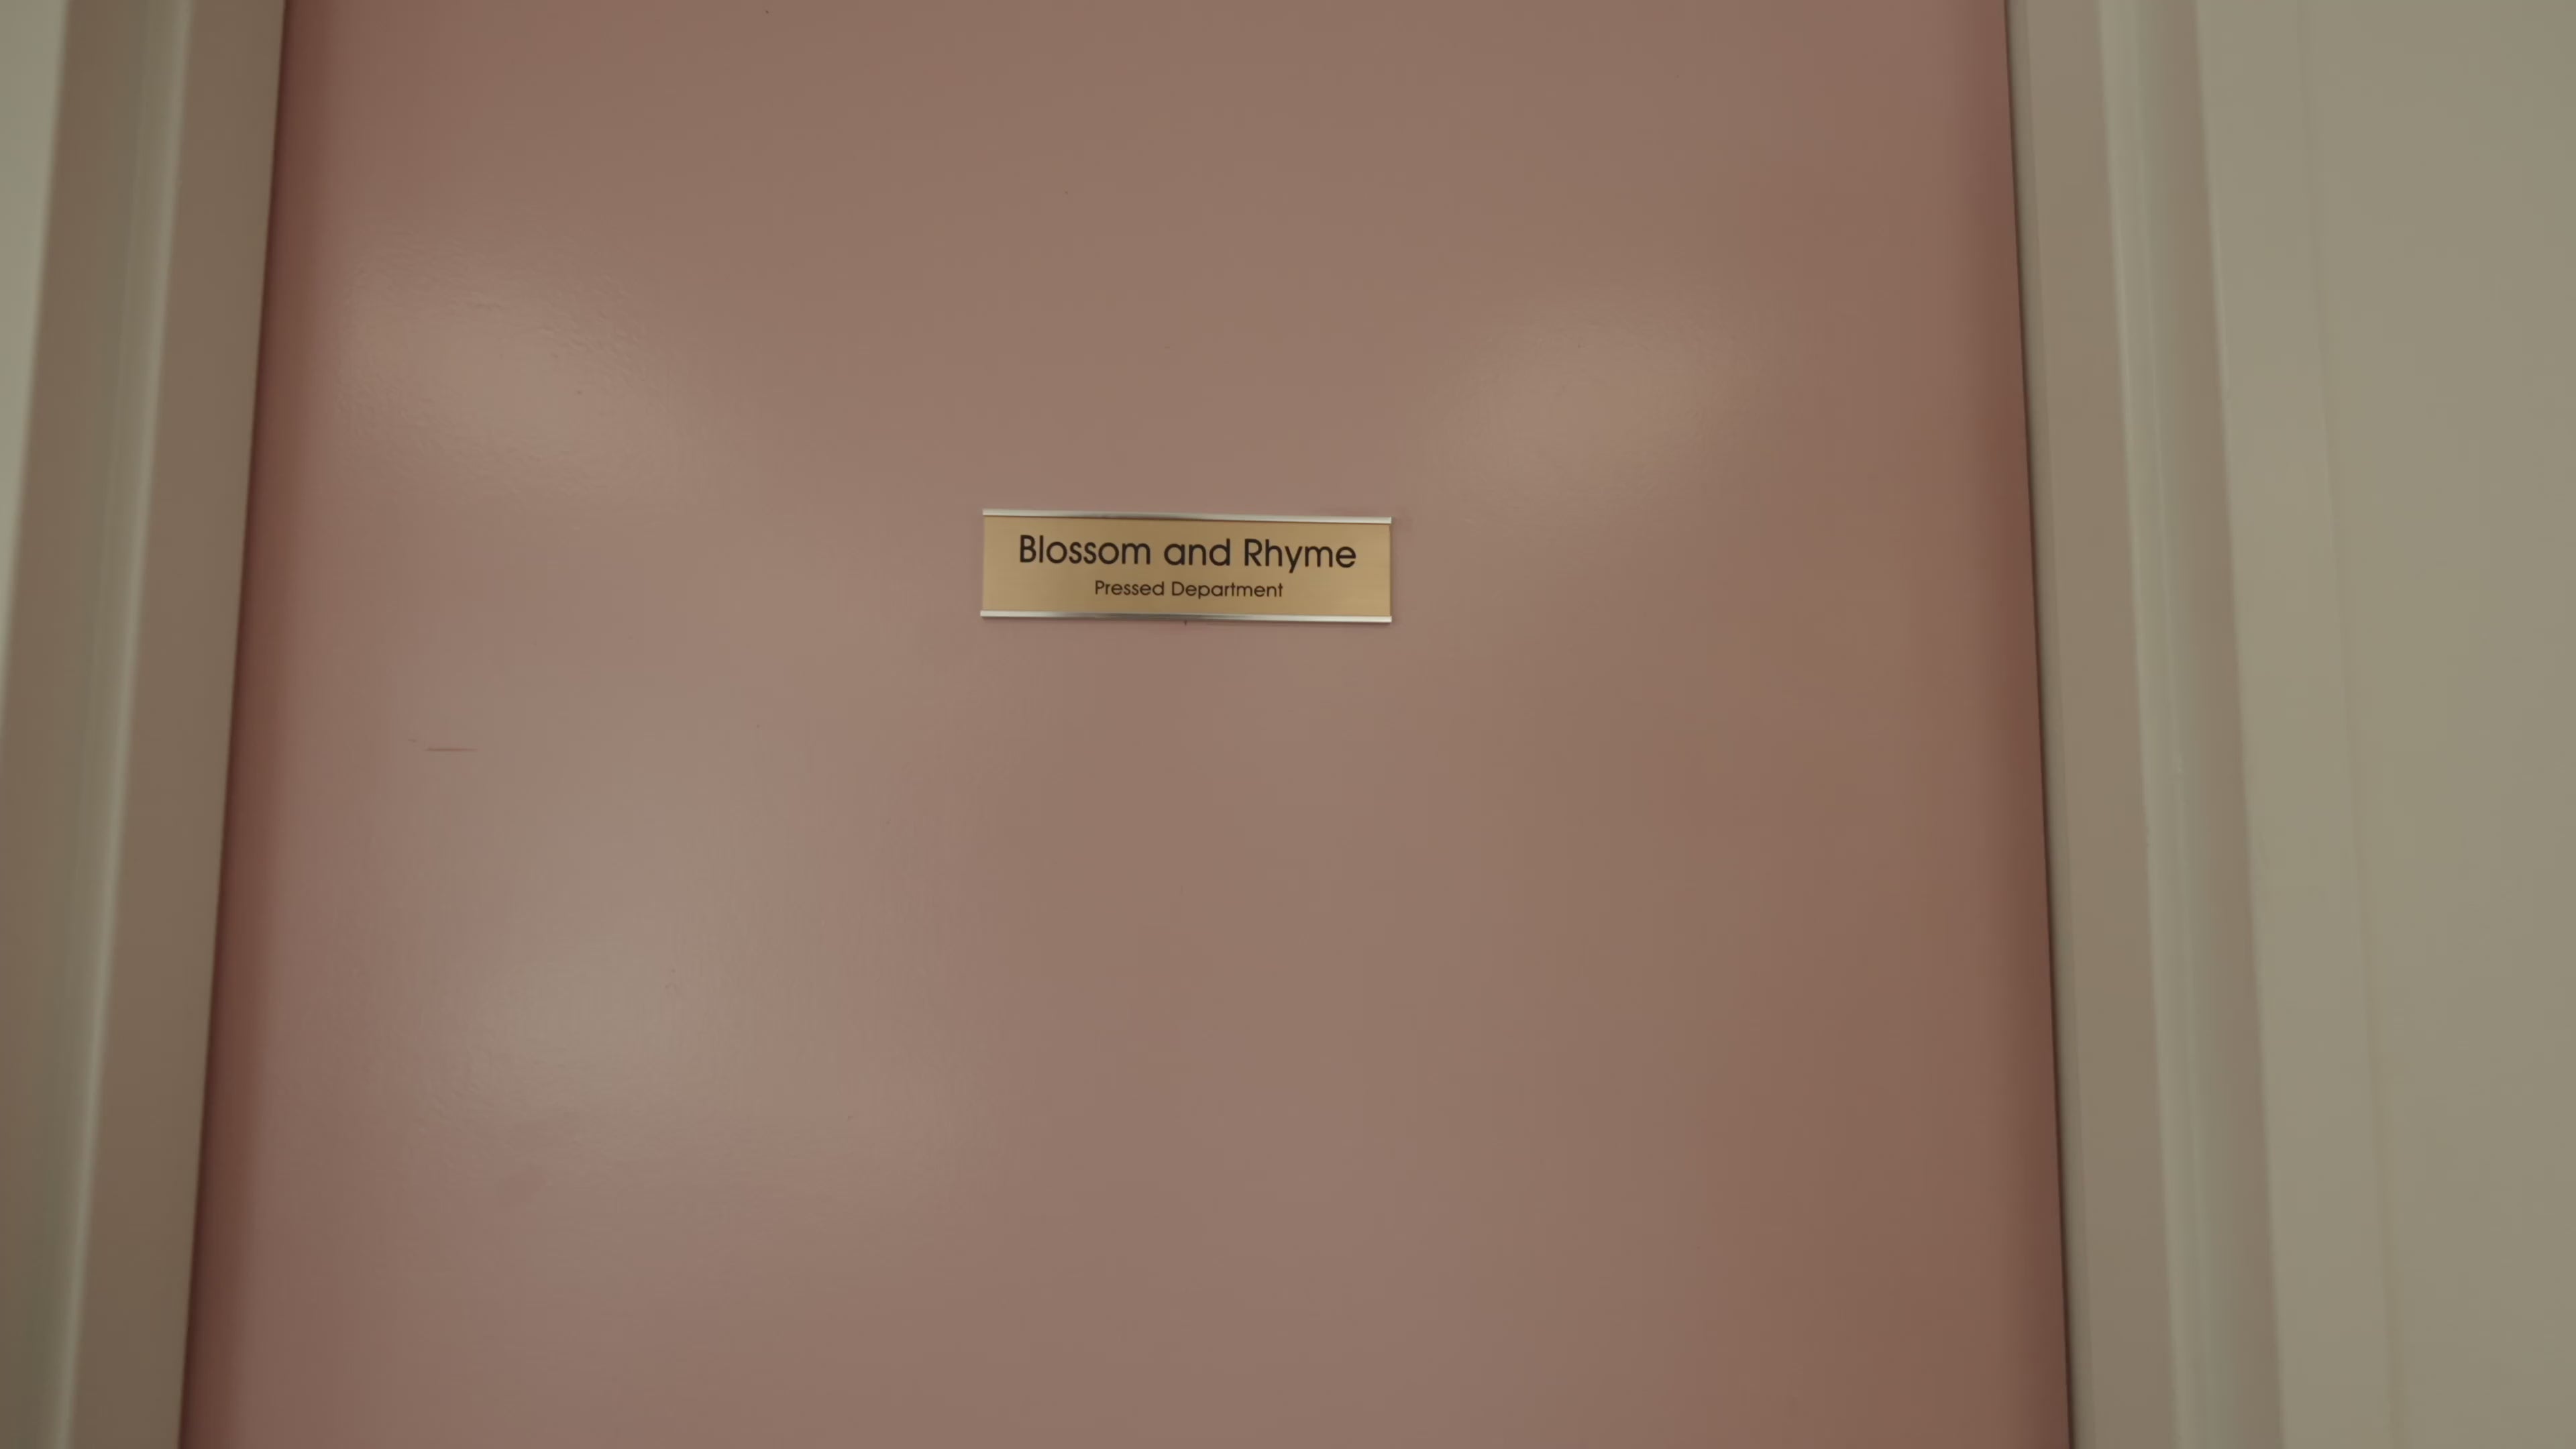 Blossom and Rhyme
Pressed Department